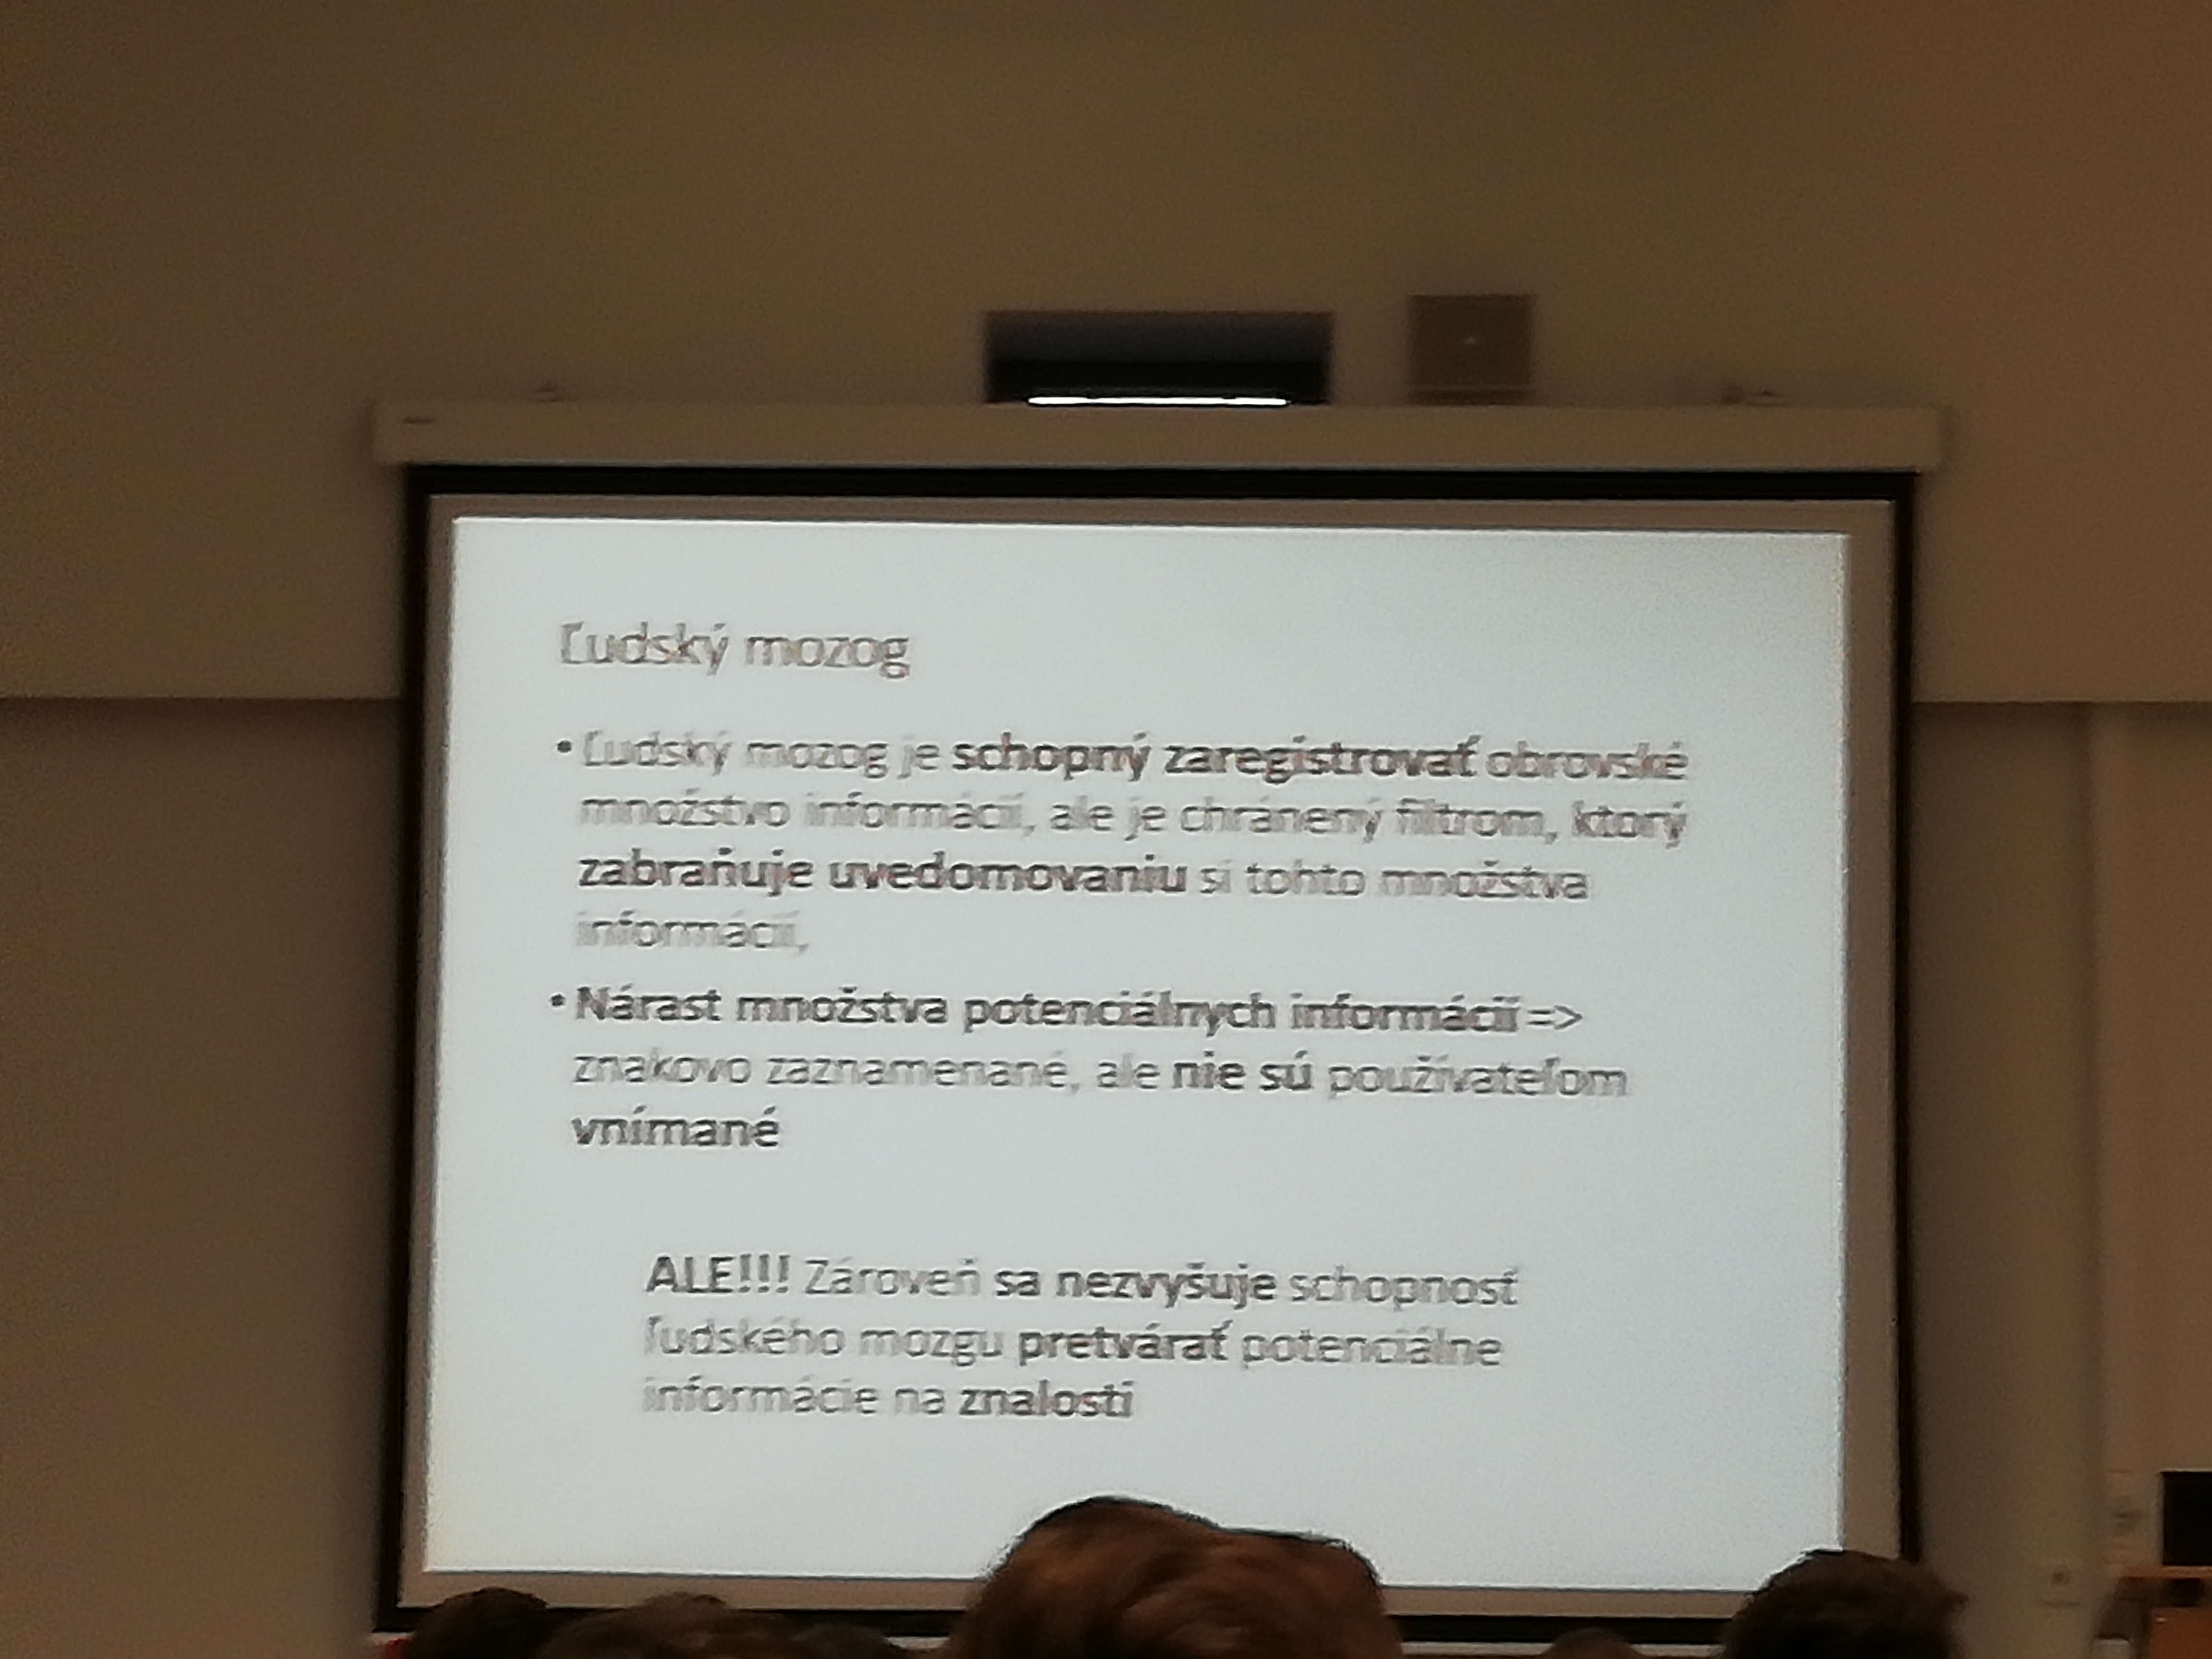 Ľudský mozog
• Ľudský mozog je schopný zaregistrovať obrovské
množstvo informácií, ale je chránený filtrom, ktorý
zabraňuje uvedomovaniu si tohto množstva
informácií,
• Nárast množstva potenciálnych informácií =>
znakovo zaznamenané, ale nie sú používateľom
vnímané
ALE!!! Zároveň sa nezvyšuje schopnosť
ľudského mozgu pretvárať potenciálne
informácie na znalosti